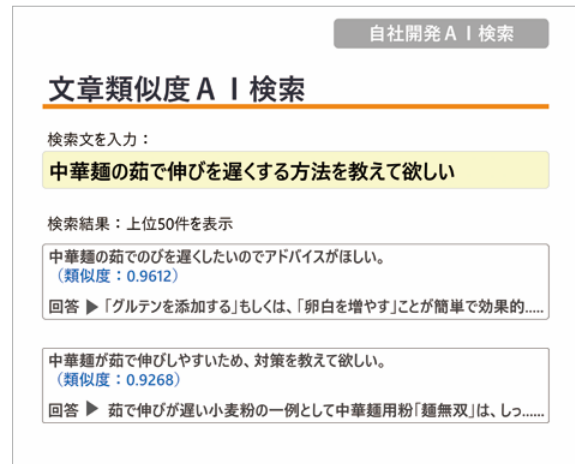 自社開発AI検索
文章類似度AI検索
検索文を入力：
中華麺の茹で伸びを遅くする方法を教えて欲しい
検索結果：上位50件を表示
中華麺の茹でのびを遅くしたいのでアドバイスがほしい。
（類似度：0.9612）
回答 ▶「グルテンを添加する」もしくは、「卵白を増やす」ことが簡単で効果的.....
中華麺が茹で伸びしやすいため、対策を教えて欲しい。
（類似度：0.9268）
回答 ▶ 茹で伸びが遅い小麦粉の一例として中華麺用粉「麺無双」は、しっ......